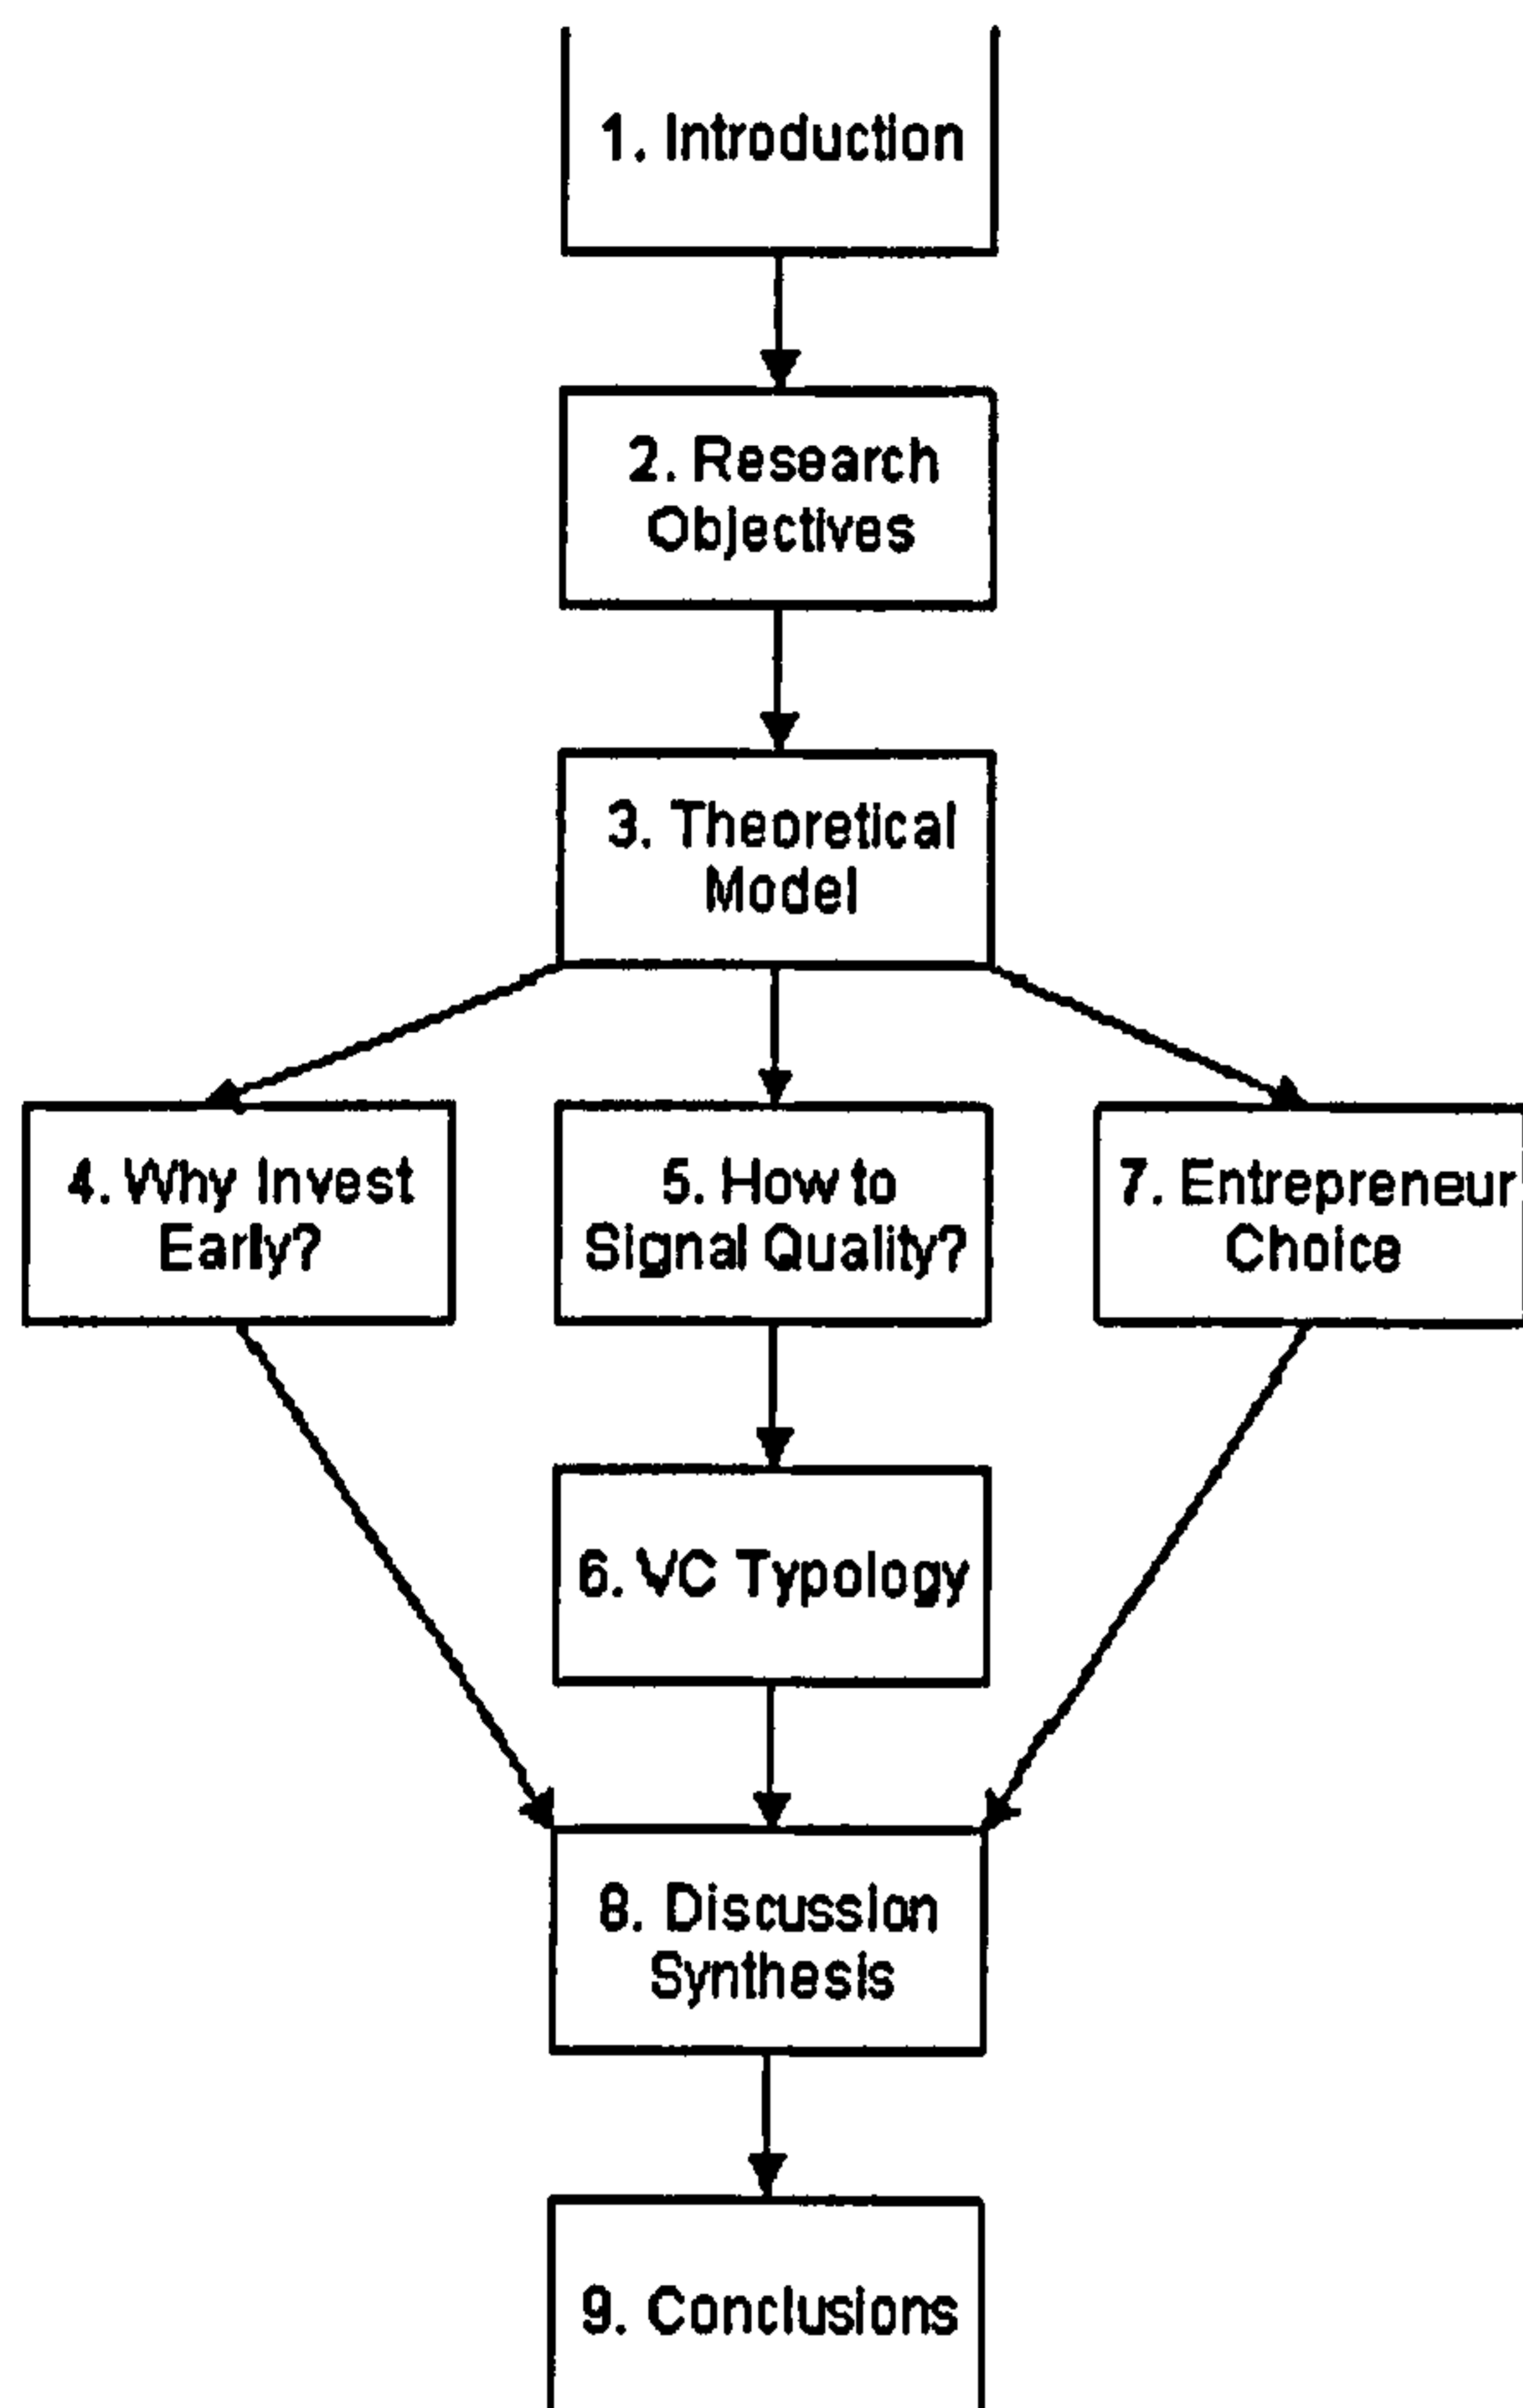 1. Introduction
2. Research
Objectives
3. Theoretical
Model
4. Why Invest
Early?
5. How to
Signal Quality?
7. Entrepreneur
Choice
6. VC Typology
8. Discussion
Synthesis
9. Conclusions